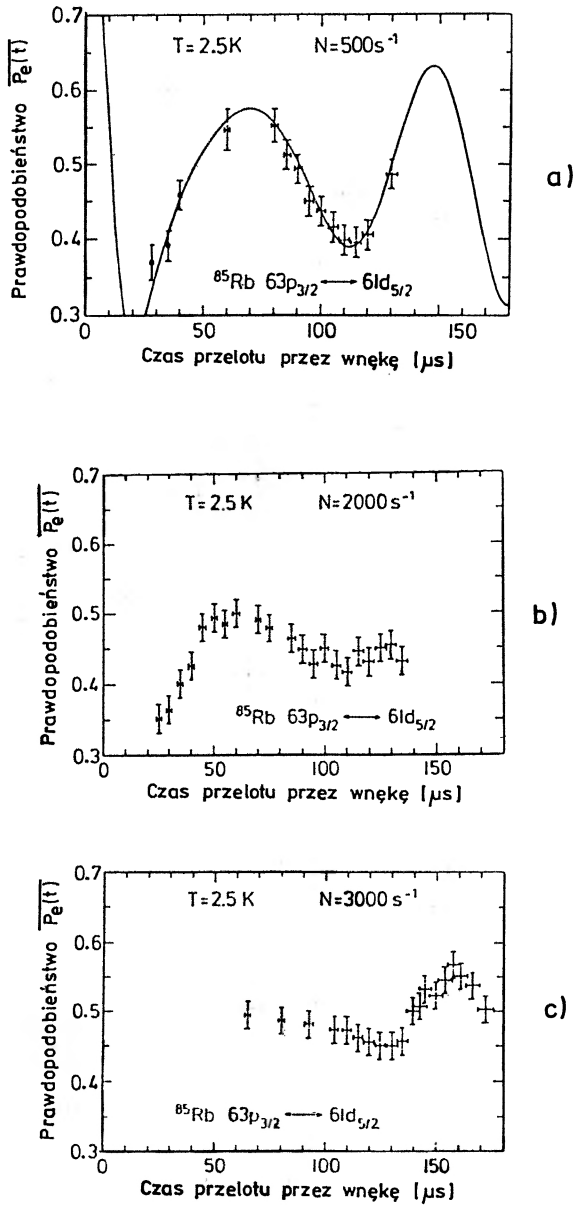 0.7
T=2.5K N=500s⁻¹
Prawdopodobieństwo Pₑ(t)
0.6
0.5
0.4
⁸⁵Rb 63p₃/₂ ⟷ 61d₅/₂
0.3
0 50 100 150
Czas przelotu przez wnękę [µs]
a)
0.7
T=2.5K N=2000s⁻¹
Prawdopodobieństwo Pₑ(t)
0.6
0.5
0.4
⁸⁵Rb 63p₃/₂ ⟷ 61d₅/₂
0.3
0 50 100 150
Czas przelotu przez wnękę [µs]
b)
0.7
T=2.5K N=3000s⁻¹
Prawdopodobieństwo Pₑ(t)
0.6
0.5
0.4
⁸⁵Rb 63p₃/₂ ⟷ 61d₅/₂
0.3
0 50 100 150
Czas przelotu przez wnękę [µs]
c)